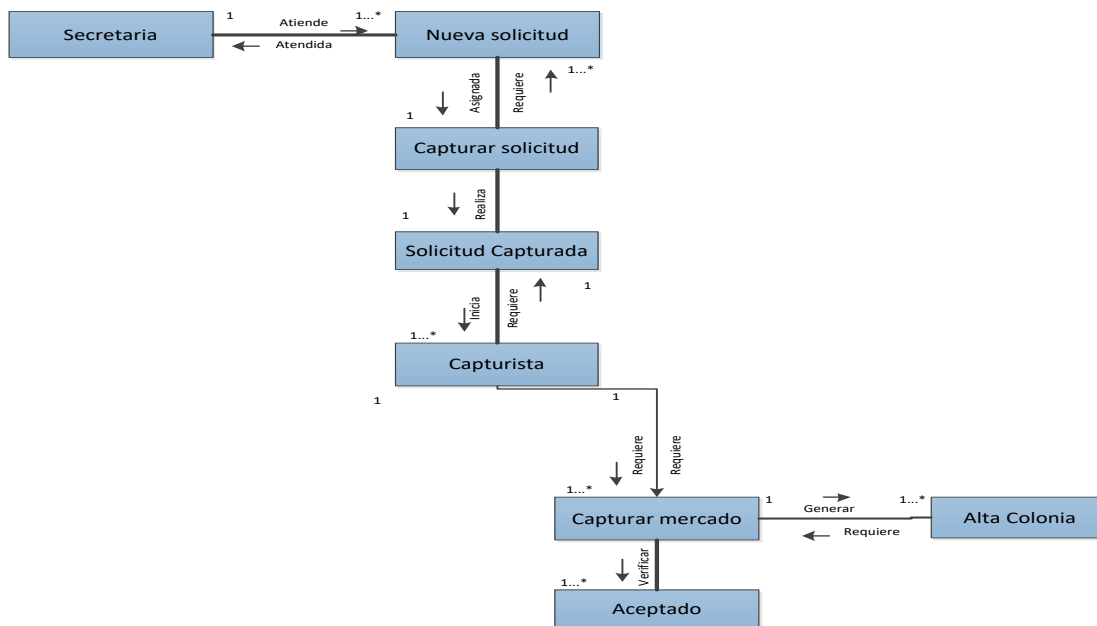 Secretaria
1
Atiende
1...*
Atendida
Nueva solicitud
Asignada
Requiere
1...*
1
Capturar solicitud
Realiza
1
Solicitud Capturada
Inicia
Requiere
1
1...*
Capturista
1
1
Requiere
Requiere
1...*
Capturar mercado
1
Generar
1...*
Requiere
Alta Colonia
Verificar
1...*
Aceptado